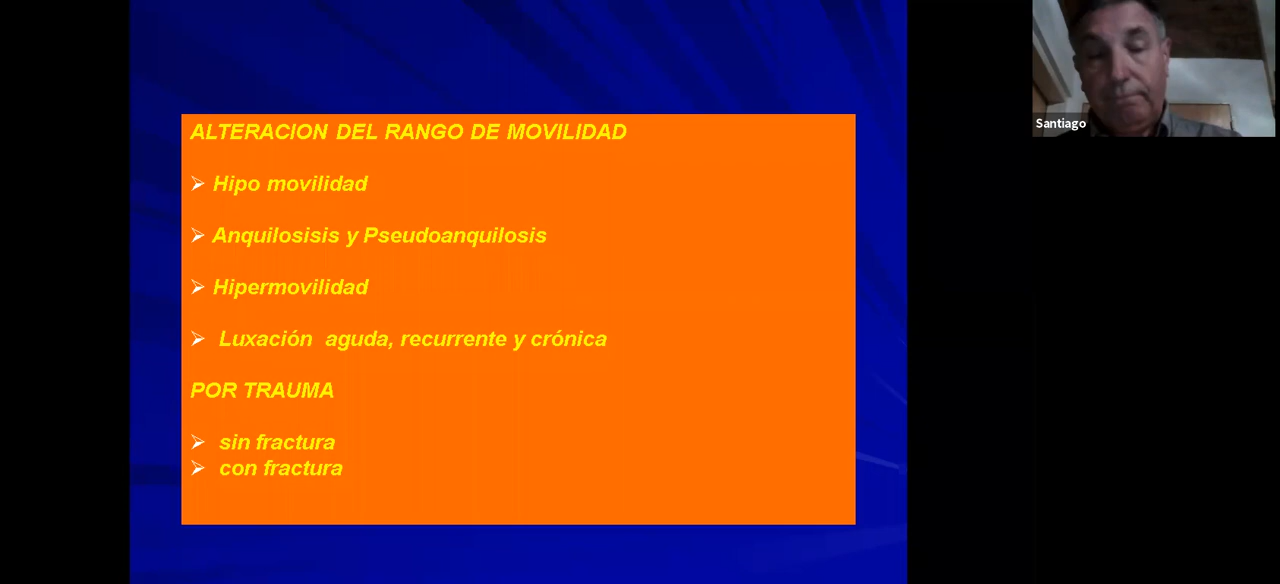 ALTERACION DEL RANGO DE MOVILIDAD
Hipo movilidad
Anquilosisis y Pseudoanquilosis
Hipermovilidad
Luxación aguda, recurrente y crónica
POR TRAUMA
sin fractura
con fractura
Santiago